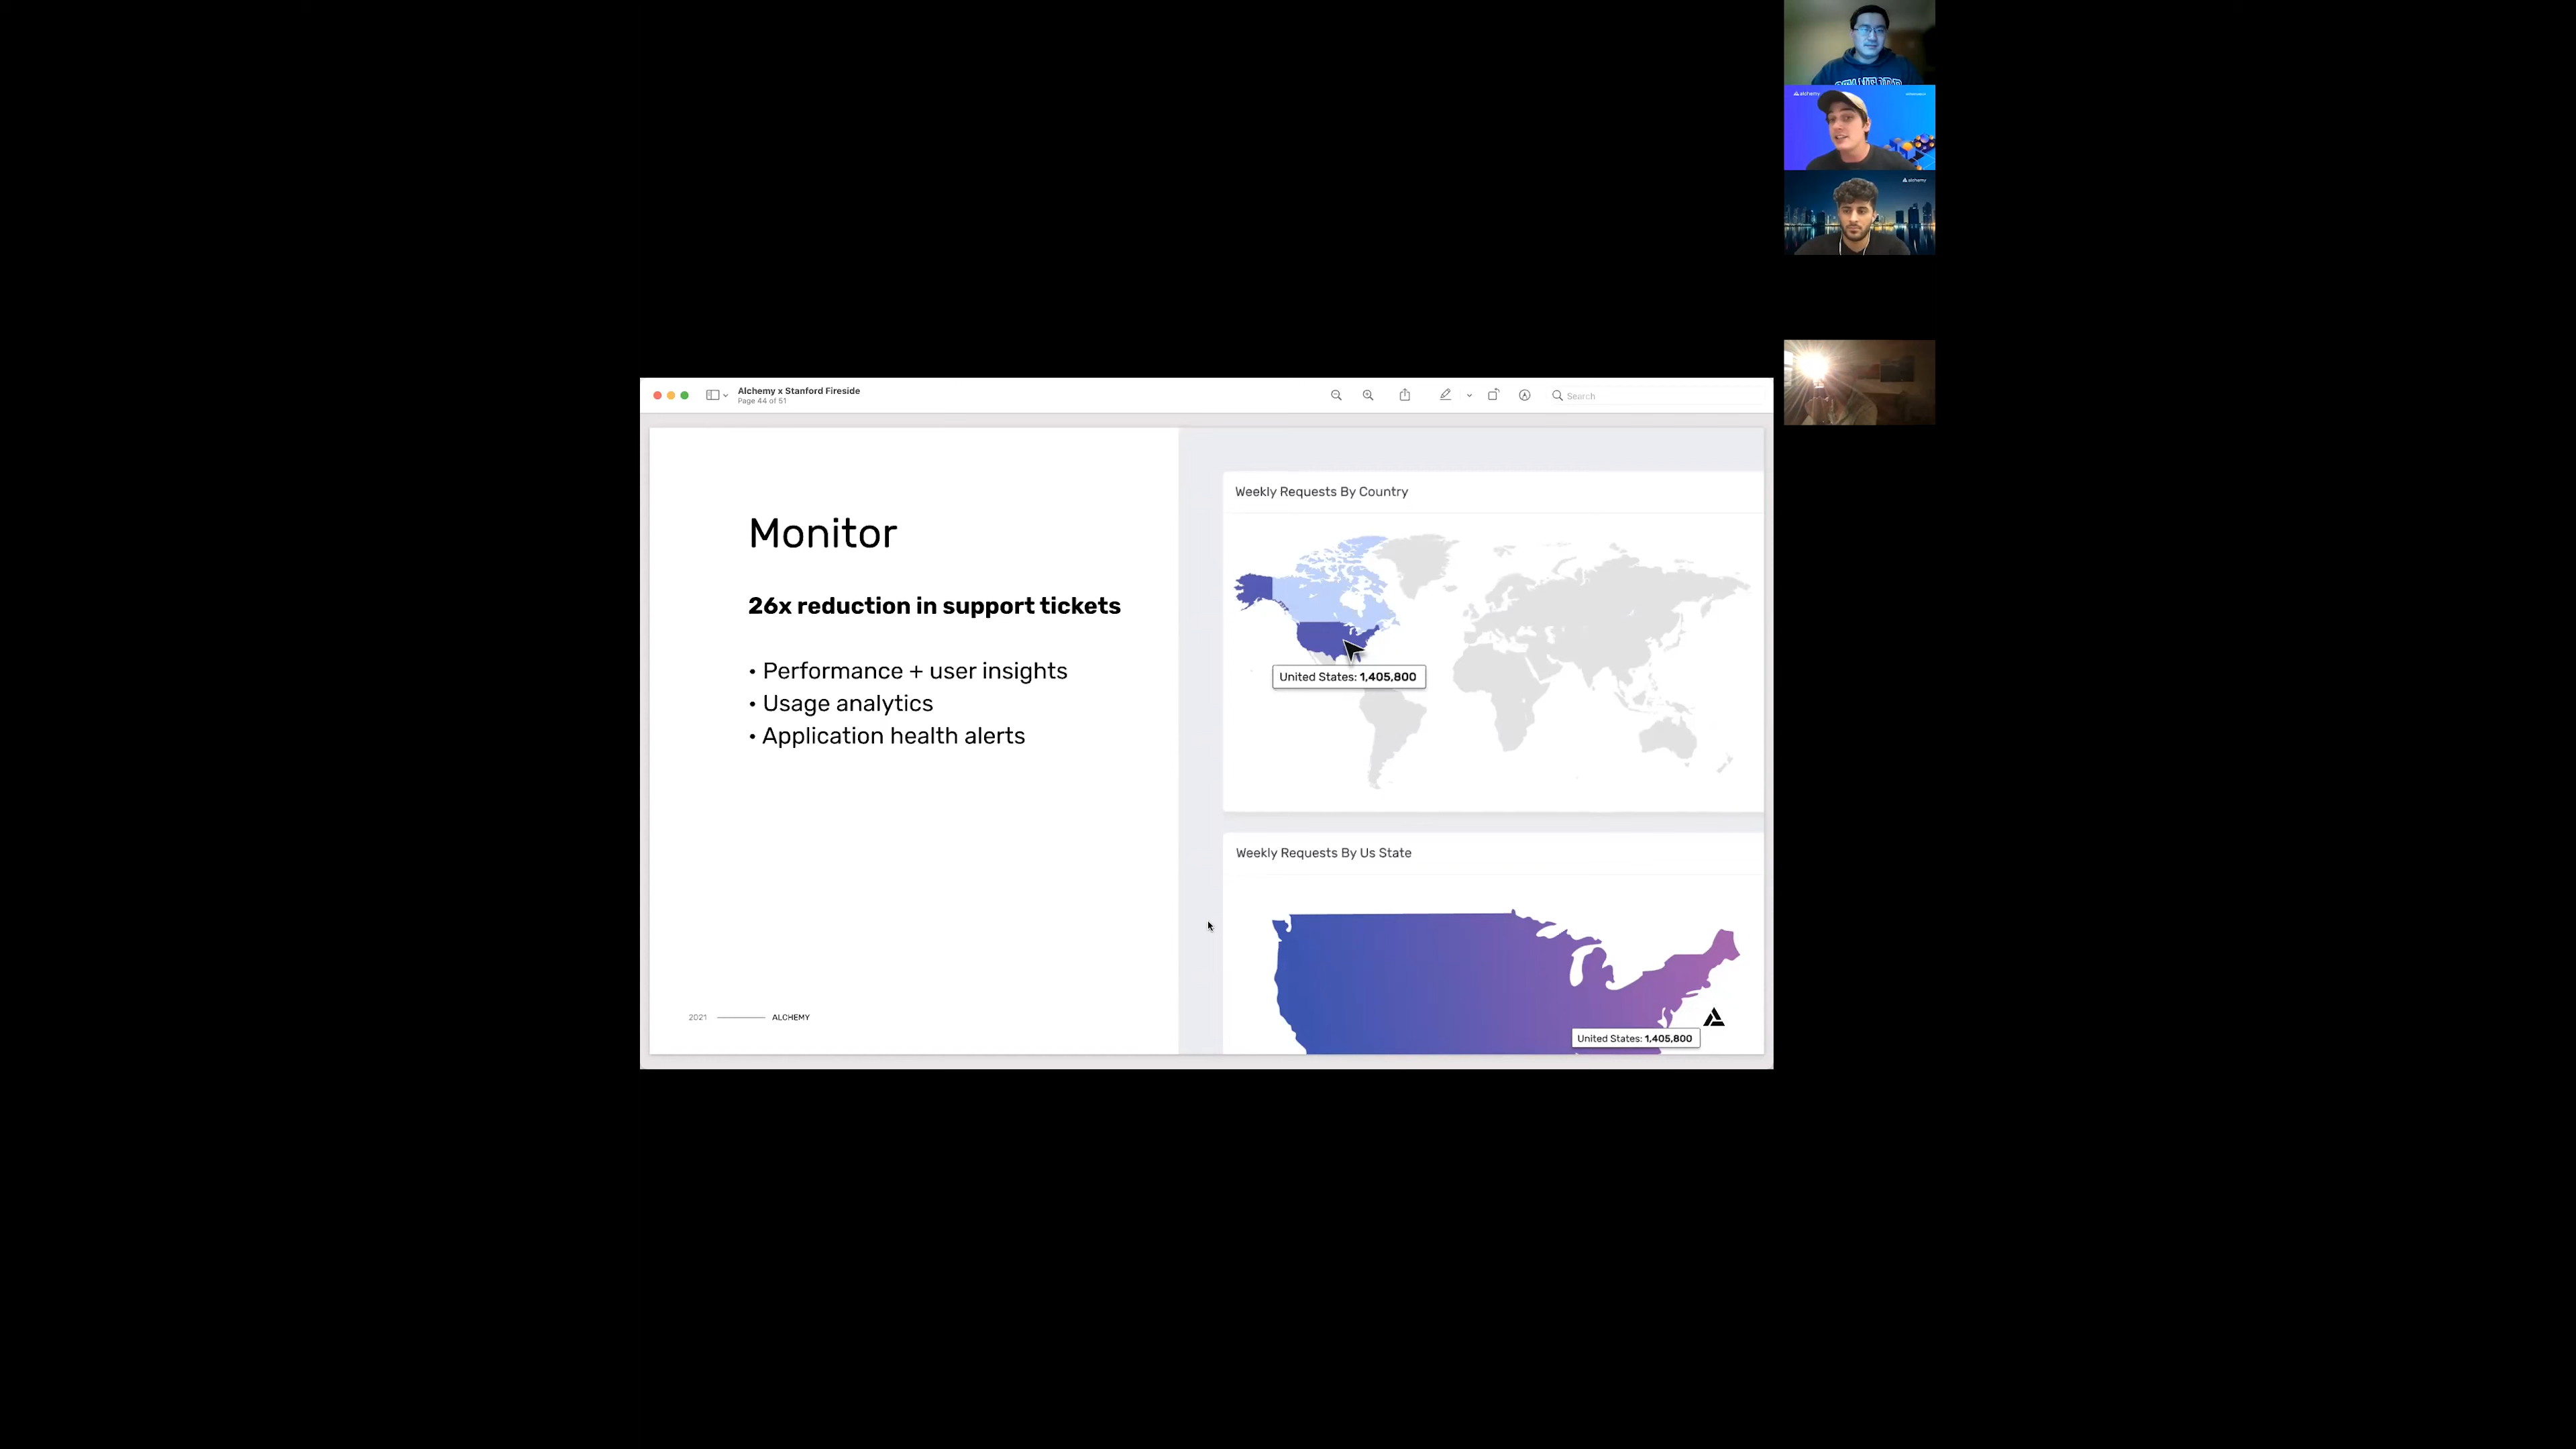 alchemy
alchemy
Alchemy x Stanford Fireside
Page 44 of 51
Search
Monitor
26x reduction in support tickets
• Performance + user insights
• Usage analytics
• Application health alerts
2021
ALCHEMY
Weekly Requests By Country
United States: 1,405,800
Weekly Requests By Us State
United States: 1,405,800